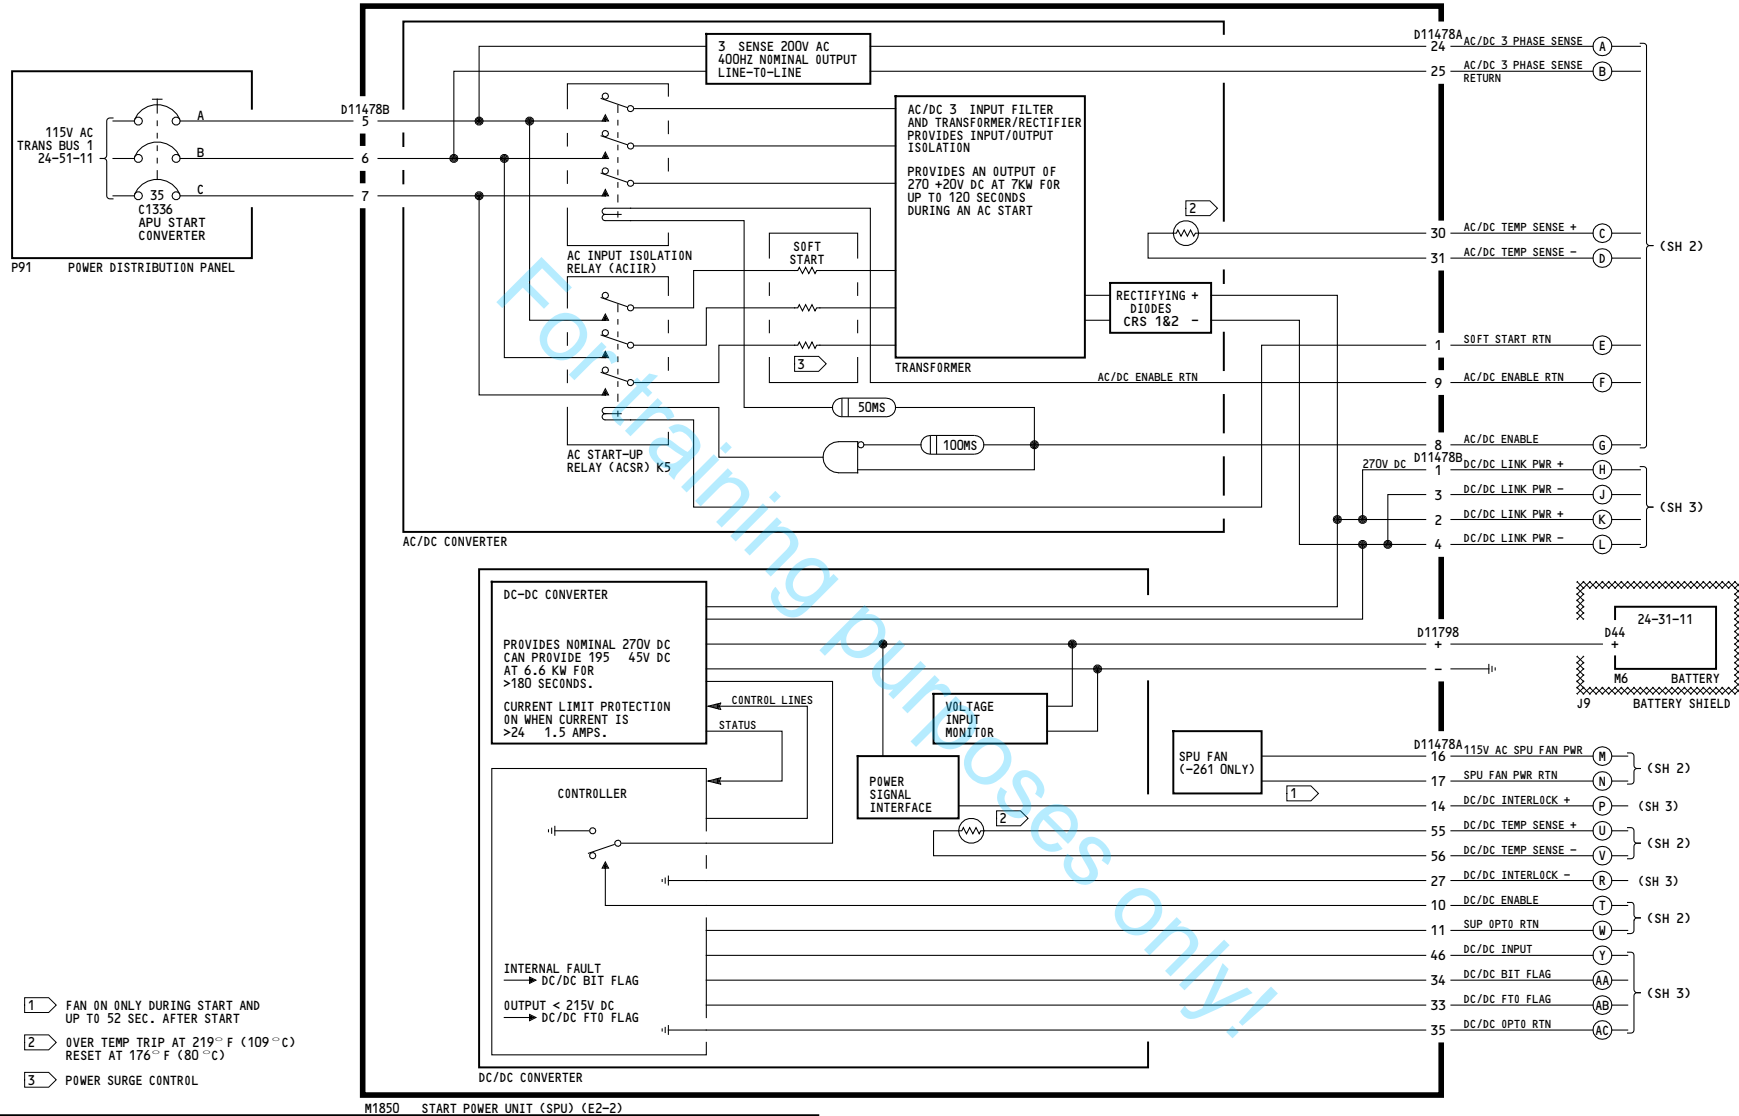 3 SENSE 200V AC
400HZ NOMINAL OUTPUT
LINE-TO-LINE
D11478A
24 AC/DC 3 PHASE SENSE A
25 AC/DC 3 PHASE SENSE RETURN B
115V AC
TRANS BUS 1
24-51-11
A
B
C
35
C1336
APU START
CONVERTER
P91 POWER DISTRIBUTION PANEL
D11478B
5
6
7
AC INPUT ISOLATION
RELAY (ACIIR)
AC/DC 3 INPUT FILTER
AND TRANSFORMER/RECTIFIER
PROVIDES INPUT/OUTPUT
ISOLATION
PROVIDES AN OUTPUT OF
270 +20V DC AT 7KW FOR
UP TO 120 SECONDS
DURING AN AC START
TRANSFORMER
SOFT
START
3
2
30 AC/DC TEMP SENSE + C
31 AC/DC TEMP SENSE - D
(SH 2)
RECTIFYING +
DIODES
CRS 1&2 -
1 SOFT START RTN E
AC/DC ENABLE RTN
9 AC/DC ENABLE RTN F
50MS
100MS
8 AC/DC ENABLE G
AC START-UP
RELAY (ACSR) K5
AC/DC CONVERTER
D11478B
270V DC
1 DC/DC LINK PWR + H
3 DC/DC LINK PWR - J
2 DC/DC LINK PWR + K
4 DC/DC LINK PWR - L
(SH 3)
DC-DC CONVERTER
PROVIDES NOMINAL 270V DC
CAN PROVIDE 195 45V DC
AT 6.6 KW FOR
>180 SECONDS.
CURRENT LIMIT PROTECTION
ON WHEN CURRENT IS
>24 1.5 AMPS.
CONTROL LINES
STATUS
D11798
+
-
24-31-11
D44
+
M6 BATTERY
J9 BATTERY SHIELD
VOLTAGE
INPUT
MONITOR
POWER
SIGNAL
INTERFACE
SPU FAN
(-261 ONLY)
1
2
D11478A
16 115V AC SPU FAN PWR M
17 SPU FAN PWR RTN N
(SH 2)
14 DC/DC INTERLOCK + P (SH 3)
55 DC/DC TEMP SENSE + U
56 DC/DC TEMP SENSE - V
(SH 2)
27 DC/DC INTERLOCK - R (SH 3)
10 DC/DC ENABLE T
11 SUP OPTO RTN W
(SH 2)
46 DC/DC INPUT Y
34 DC/DC BIT FLAG AA
33 DC/DC FTO FLAG AB
35 DC/DC OPTO RTN AC
(SH 3)
CONTROLLER
INTERNAL FAULT
DC/DC BIT FLAG
OUTPUT < 215V DC
DC/DC FTO FLAG
DC/DC CONVERTER
M1850 START POWER UNIT (SPU) (E2-2)
1 FAN ON ONLY DURING START AND
UP TO 52 SEC. AFTER START
2 OVER TEMP TRIP AT 219°F (109°C)
RESET AT 176°F (80°C)
3 POWER SURGE CONTROL
For training purposes only!